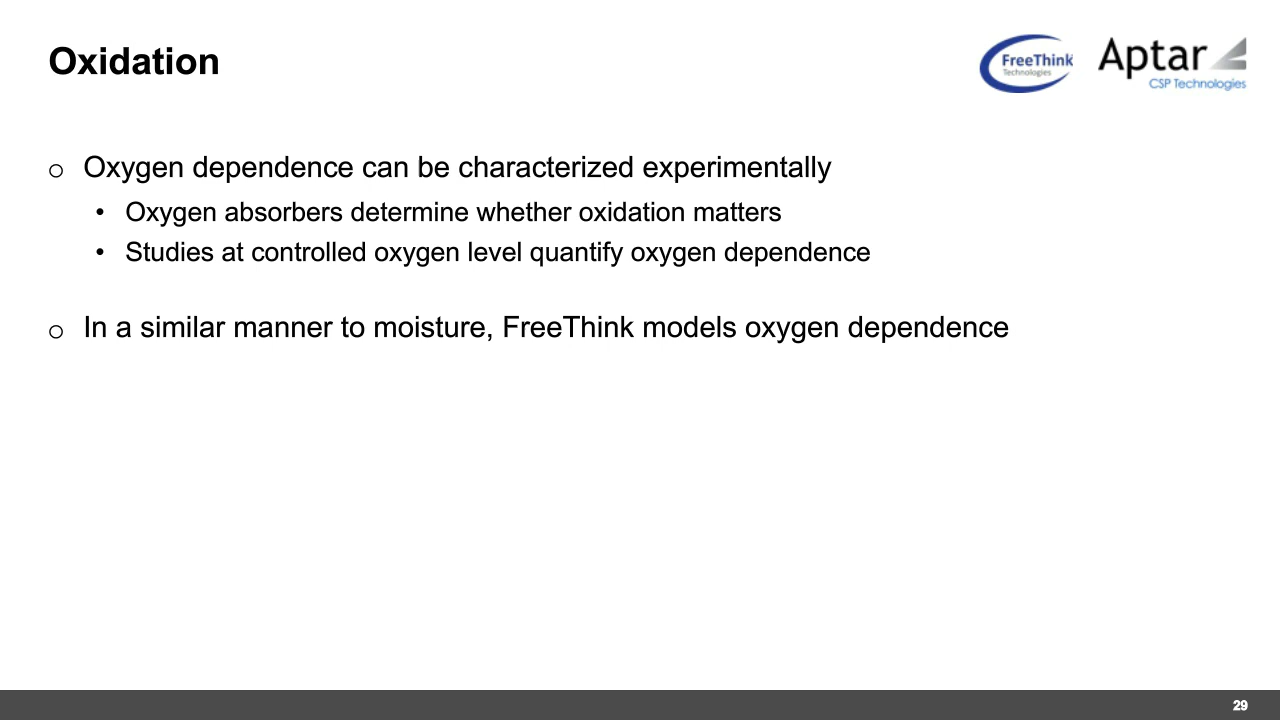 Oxidation
FreeThink
Technologies
Aptar
CSP Technologies
o Oxygen dependence can be characterized experimentally
• Oxygen absorbers determine whether oxidation matters
• Studies at controlled oxygen level quantify oxygen dependence
o In a similar manner to moisture, FreeThink models oxygen dependence
29